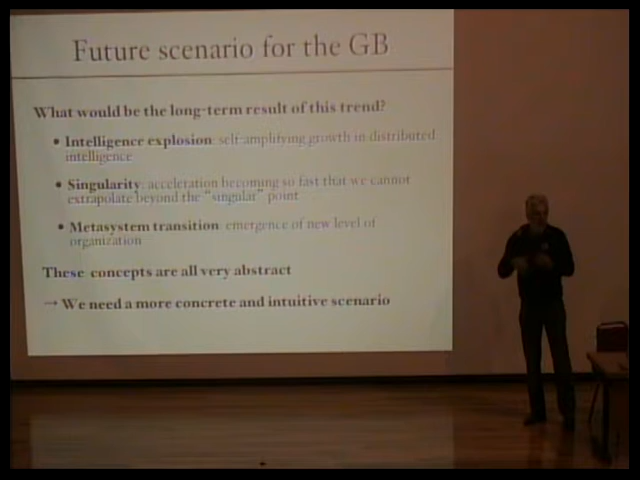 Future scenario for the GB
What would be the long-term result of this trend?
• Intelligence explosion: self-amplifying growth in distributed
intelligence
• Singularity: acceleration becoming so fast that we cannot
extrapolate beyond the "singular" point
• Metasystem transition: emergence of new level of
organization
These concepts are all very abstract
→ We need a more concrete and intuitive scenario